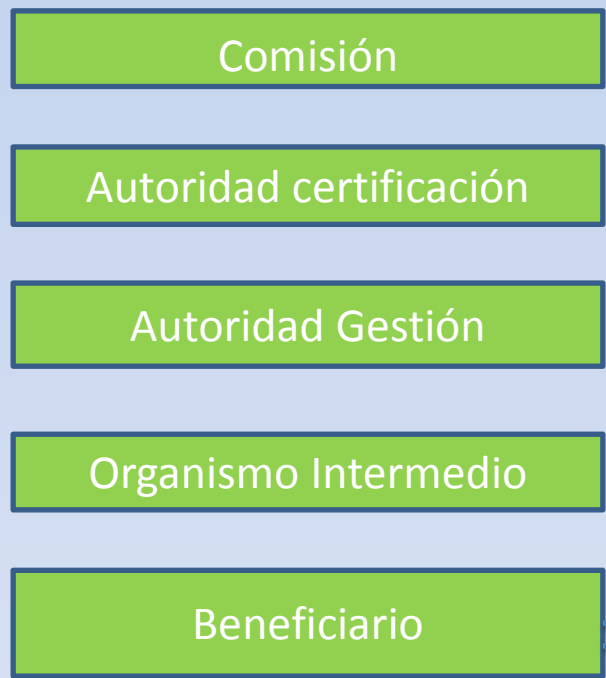 Comisión
Autoridad certificación
Autoridad Gestión
Organismo Intermedio
Beneficiario